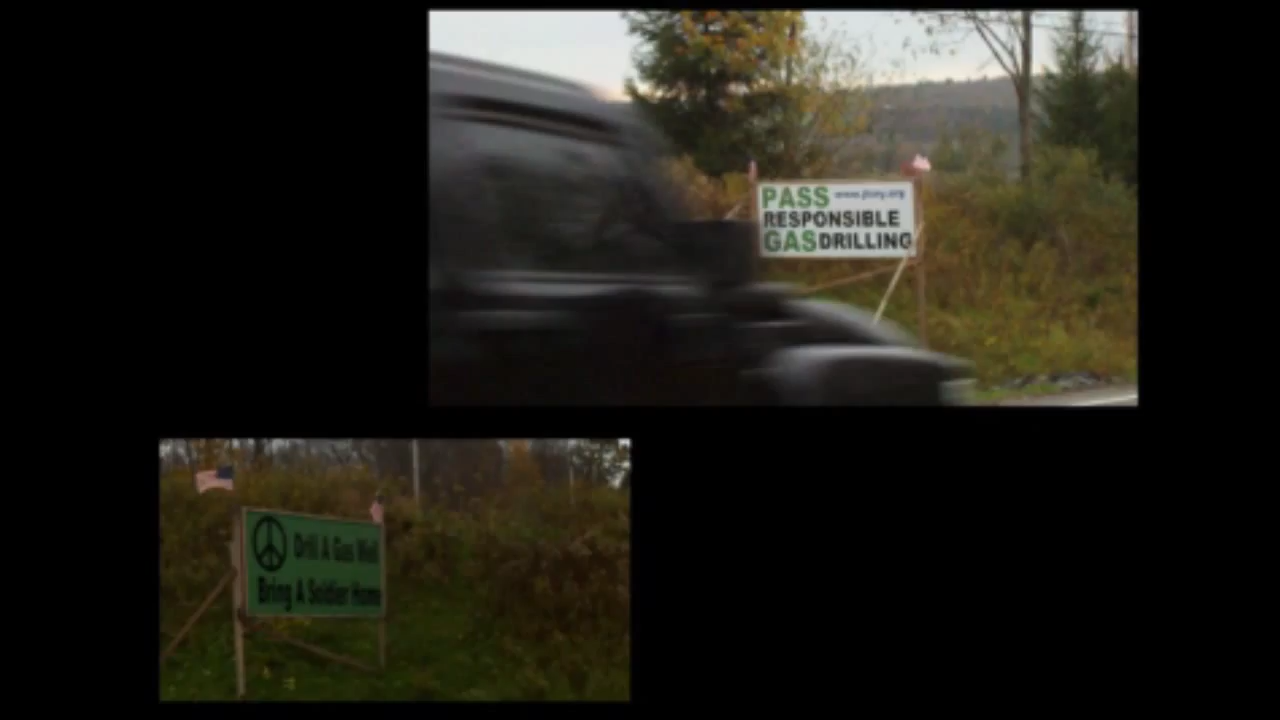 PASS
RESPONSIBLE
GAS DRILLING
Drill A Gas Well
Bring A Soldier Home